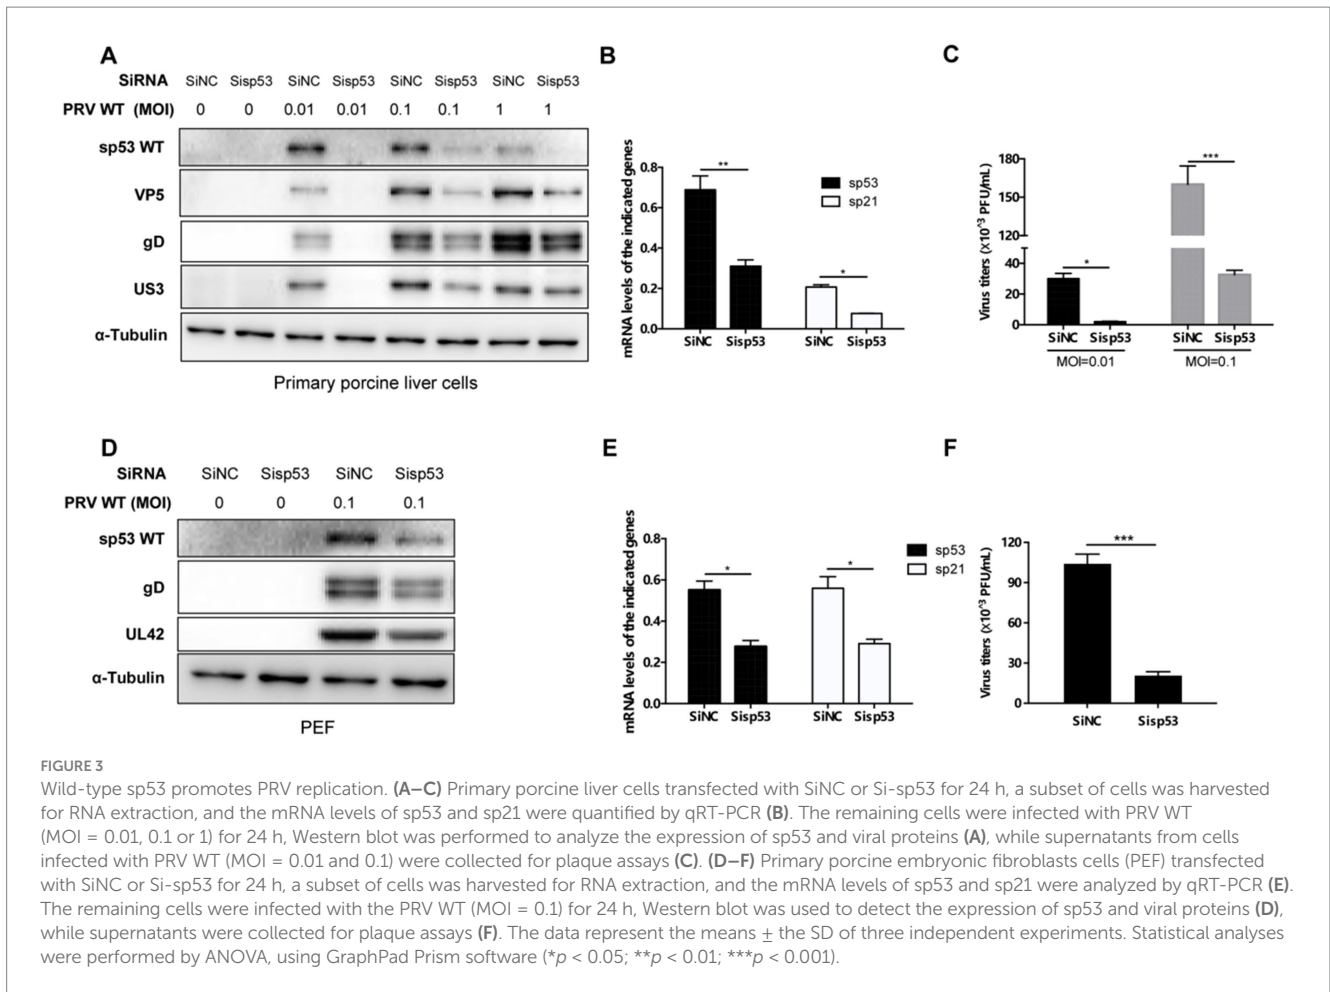 A
SiRNA SiNC Sisp53 SiNC Sisp53 SiNC Sisp53 SiNC Sisp53
PRV WT (MOI) 0 0 0.01 0.01 0.1 0.1 1 1
sp53 WT
VP5
gD
US3
α-Tubulin
Primary porcine liver cells
B
mRNA levels of the indicated genes
0.8
0.6
0.4
0.2
0.0
**
*
sp53
sp21
SiNC Sisp53 SiNC Sisp53
C
Virus titers (×10^3 PFU/mL)
180
150
120
40
20
0
*
***
SiNC Sisp53 SiNC Sisp53
MOI=0.01 MOI=0.1
D
SiRNA SiNC Sisp53 SiNC Sisp53
PRV WT (MOI) 0 0 0.1 0.1
sp53 WT
gD
UL42
α-Tubulin
PEF
E
mRNA levels of the indicated genes
0.8
0.6
0.4
0.2
0.0
*
*
sp53
sp21
SiNC Sisp53 SiNC Sisp53
F
Virus titers (×10^3 PFU/mL)
120
90
60
30
0
***
SiNC Sisp53
FIGURE 3
Wild-type sp53 promotes PRV replication. (A–C) Primary porcine liver cells transfected with SiNC or Si-sp53 for 24 h, a subset of cells was harvested
for RNA extraction, and the mRNA levels of sp53 and sp21 were quantified by qRT-PCR (B). The remaining cells were infected with PRV WT
(MOI = 0.01, 0.1 or 1) for 24 h, Western blot was performed to analyze the expression of sp53 and viral proteins (A), while supernatants from cells
infected with PRV WT (MOI = 0.01 and 0.1) were collected for plaque assays (C). (D–F) Primary porcine embryonic fibroblasts cells (PEF) transfected
with SiNC or Si-sp53 for 24 h, a subset of cells was harvested for RNA extraction, and the mRNA levels of sp53 and sp21 were analyzed by qRT-PCR (E).
The remaining cells were infected with the PRV WT (MOI = 0.1) for 24 h, Western blot was used to detect the expression of sp53 and viral proteins (D),
while supernatants were collected for plaque assays (F). The data represent the means ± the SD of three independent experiments. Statistical analyses
were performed by ANOVA, using GraphPad Prism software (*p < 0.05; **p < 0.01; ***p < 0.001).